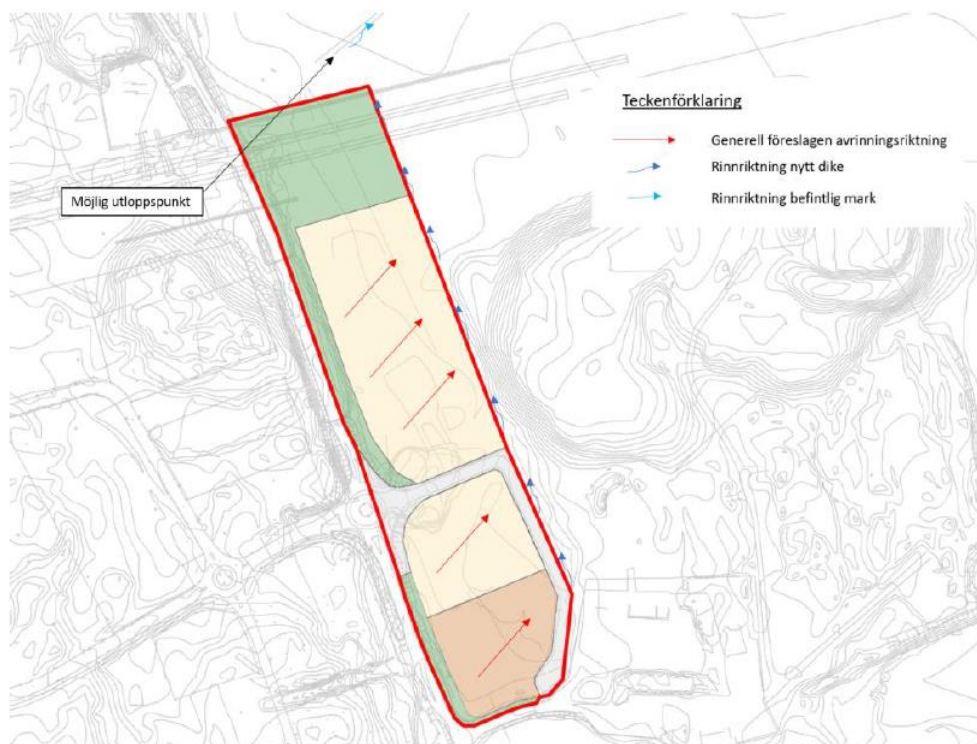 Teckenförklaring
Generell föreslagen avrinningsriktning
Rinnriktning nytt dike
Rinnriktning befintlig mark
Möjlig utloppspunkt